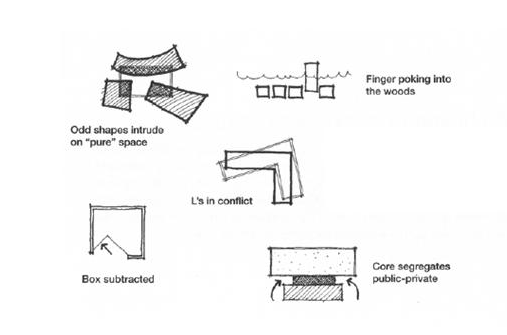 Odd shapes intrude
on "pure" space
Finger poking into
the woods
L's in conflict
Box subtracted
Core segregates
public-private